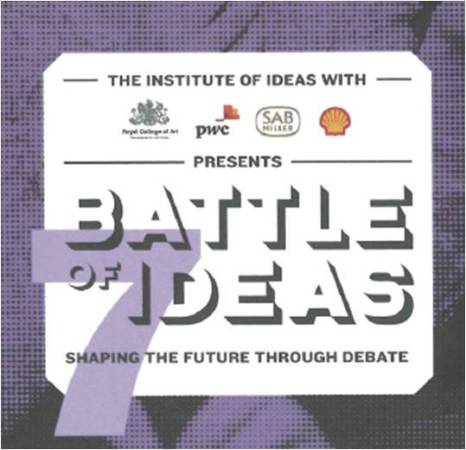 THE INSTITUTE OF IDEAS WITH
Royal College of Art
pwc
SAB
MILLER
PRESENTS
7
BATTLE
OF IDEAS
SHAPING THE FUTURE THROUGH DEBATE